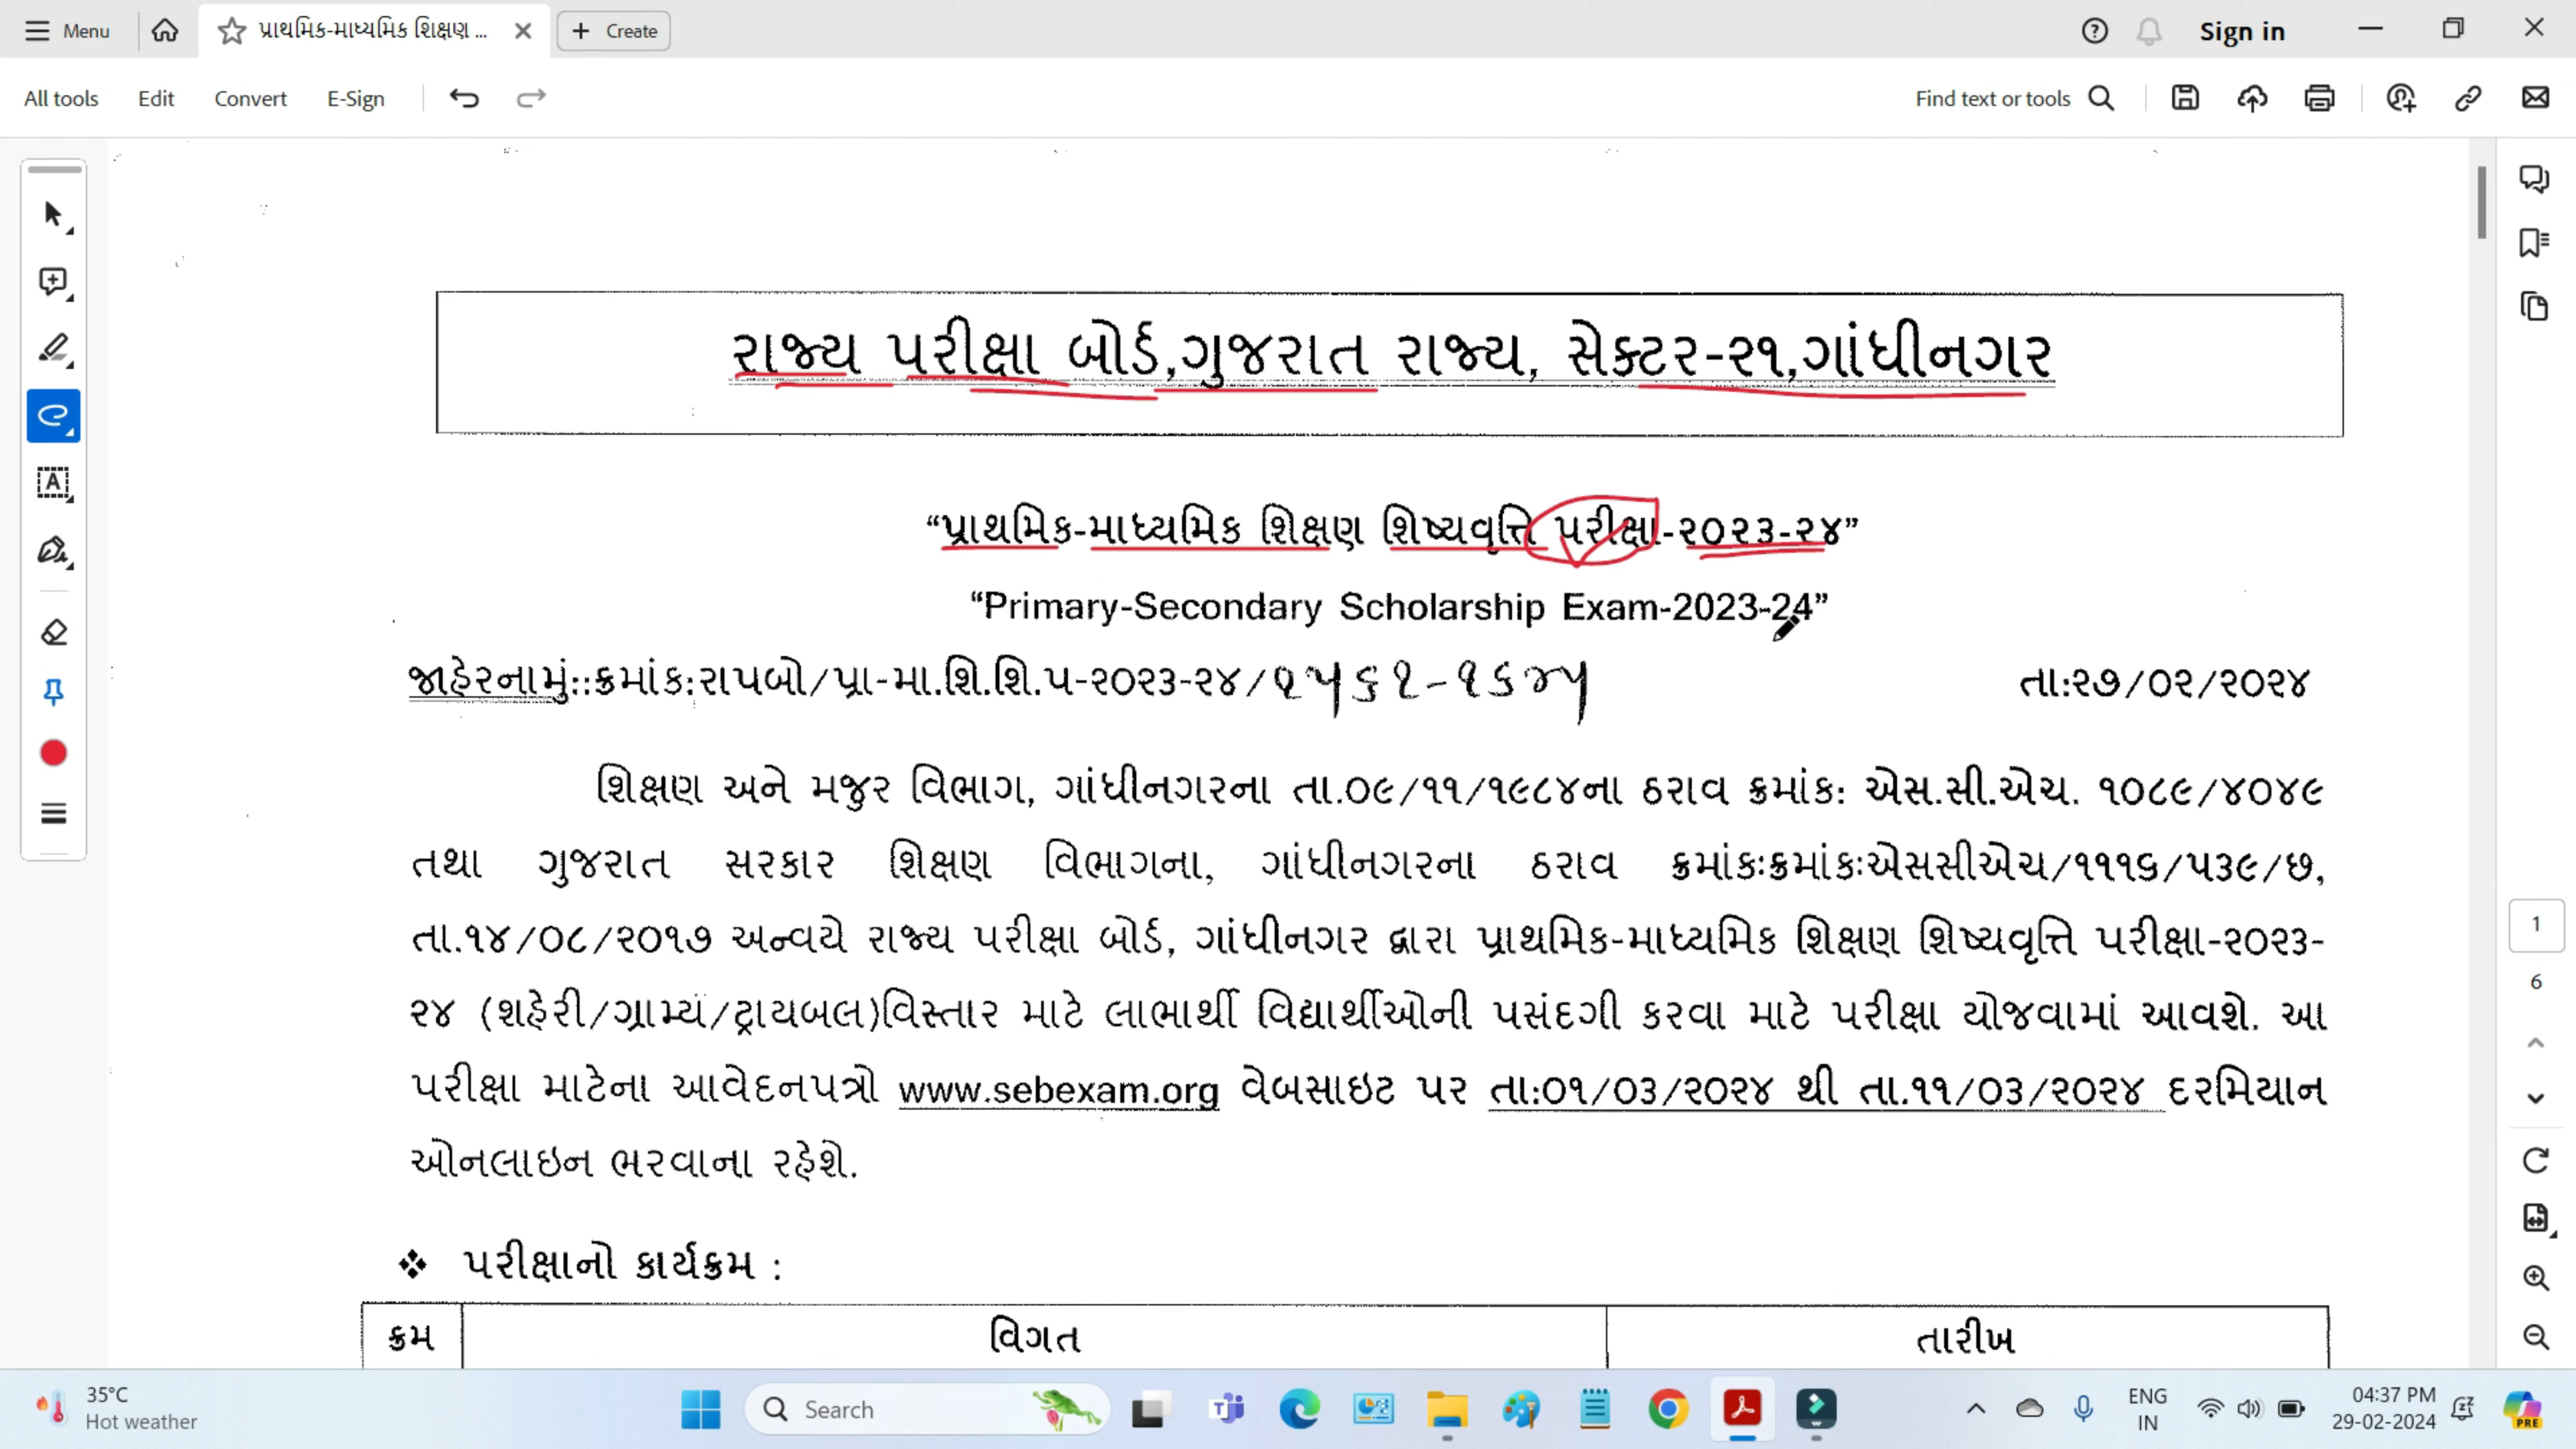 Menu
પ્રાથમિક-માધ્યમિક શિક્ષણ ...
Create
Sign in
All tools Edit Convert E-Sign
Find text or tools
રાજ્ય પરીક્ષા બોર્ડ,ગુજરાત રાજ્ય, સેક્ટર-૨૧,ગાંધીનગર
“પ્રાથમિક-માધ્યમિક શિક્ષણ શિષ્યવૃત્તિ પરીક્ષા-૨૦૨૩-૨૪”
“Primary-Secondary Scholarship Exam-2023-24”
જાહેરનામું::ક્રમાંક:રાપબો/પ્રા-મા.શિ.શિ.પ-૨૦૨૩-૨૪/ તા:૨૭/૦૨/૨૦૨૪
શિક્ષણ અને મજુર વિભાગ, ગાંધીનગરના તા.૦૯/૧૧/૧૯૮૪ના ઠરાવ ક્રમાંક: એસ.સી.એચ. ૧૦૮૯/૪૦૪૯
તથા ગુજરાત સરકાર શિક્ષણ વિભાગના, ગાંધીનગરના ઠરાવ ક્રમાંક:ક્રમાંક:એસસીએચ/૧૧૧૬/૫૩૯/છ,
તા.૧૪/૦૮/૨૦૧૭ અન્વયે રાજ્ય પરીક્ષા બોર્ડ, ગાંધીનગર દ્વારા પ્રાથમિક-માધ્યમિક શિક્ષણ શિષ્યવૃત્તિ પરીક્ષા-૨૦૨૩-
૨૪ (શહેરી/ગ્રામ્ય/ટ્રાયબલ)વિસ્તાર માટે લાભાર્થી વિદ્યાર્થીઓની પસંદગી કરવા માટે પરીક્ષા યોજવામાં આવશે. આ
પરીક્ષા માટેના આવેદનપત્રો www.sebexam.org વેબસાઇટ પર તા:૦૧/૦૩/૨૦૨૪ થી તા.૧૧/૦૩/૨૦૨૪ દરમિયાન
ઓનલાઇન ભરવાના રહેશે.
❖ પરીક્ષાનો કાર્યક્રમ :
ક્રમ વિગત તારીખ
1
6
35°C
Hot weather
Search
ENG
IN
04:37 PM
29-02-2024
PRE